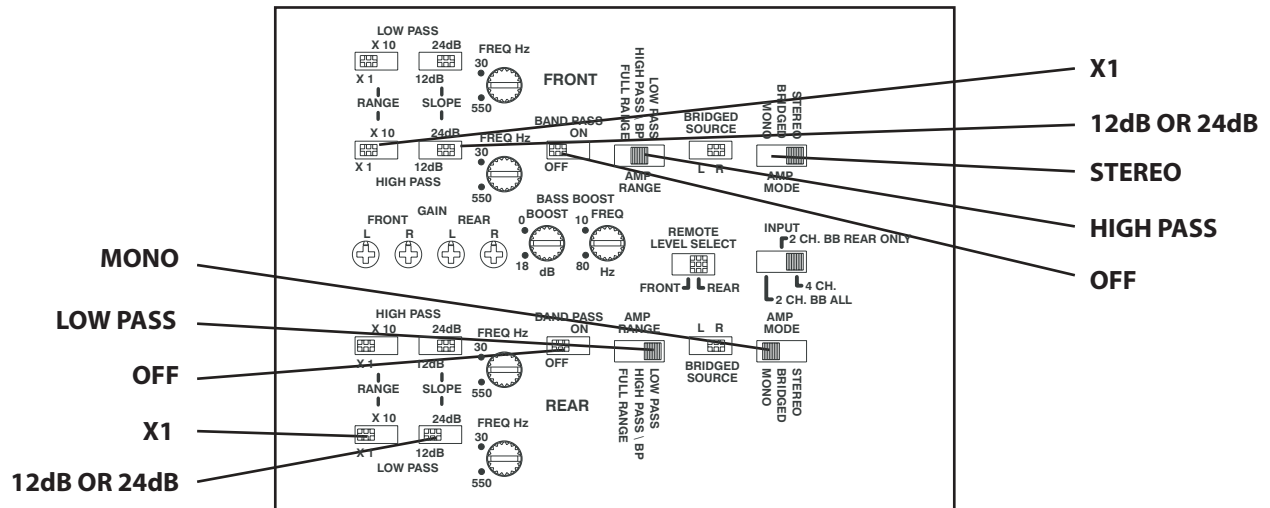 LOW PASS
X 10 24dB
FREQ Hz
30
X 1 12dB
RANGE SLOPE
550
FRONT
X 10 24dB
FREQ Hz
30
X 1 12dB
HIGH PASS
550
BAND PASS
ON
OFF
LOW PASS
HIGH PASS \ BP
FULL RANGE
AMP
RANGE
BRIDGED
SOURCE
L R
STEREO
BRIDGED
MONO
AMP
MODE
X1
12dB OR 24dB
STEREO
HIGH PASS
OFF
GAIN
FRONT REAR
L R L R
BASS BOOST
BOOST FREQ
0 10
18 80
dB Hz
REMOTE
LEVEL SELECT
FRONT REAR
INPUT
2 CH. BB REAR ONLY
4 CH.
2 CH. BB ALL
MONO
LOW PASS
OFF
X1
12dB OR 24dB
HIGH PASS
X 10 24dB
FREQ Hz
30
X 1 12dB
RANGE SLOPE
550
BAND PASS
ON
OFF
AMP
RANGE
LOW PASS
HIGH PASS \ BP
FULL RANGE
L R
BRIDGED
SOURCE
AMP
MODE
STEREO
BRIDGED
MONO
REAR
X 10 24dB
FREQ Hz
30
X 1 12dB
LOW PASS
550